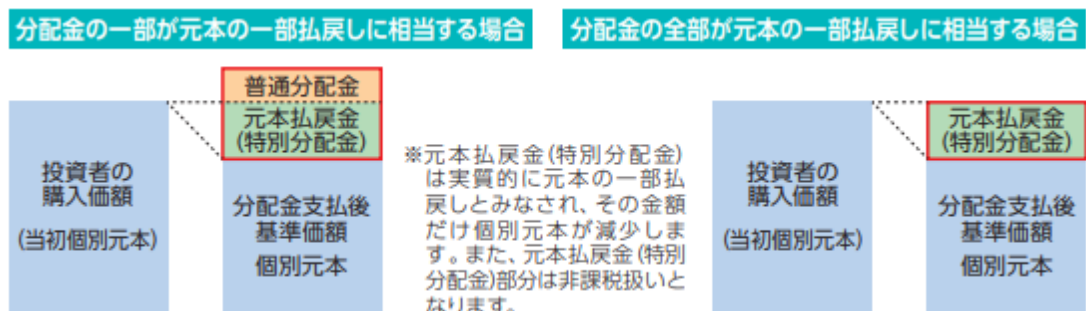 分配金の一部が元本の一部払戻しに相当する場合
普通分配金
元本払戻金
(特別分配金)
投資者の
購入価額
(当初個別元本)
分配金支払後
基準価額
個別元本
※元本払戻金(特別分配金)
は実質的に元本の一部払
戻しとみなされ、その金額
だけ個別元本が減少しま
す。また、元本払戻金(特別
分配金)部分は非課税扱いと
なります。
分配金の全部が元本の一部払戻しに相当する場合
元本払戻金
(特別分配金)
投資者の
購入価額
(当初個別元本)
分配金支払後
基準価額
個別元本